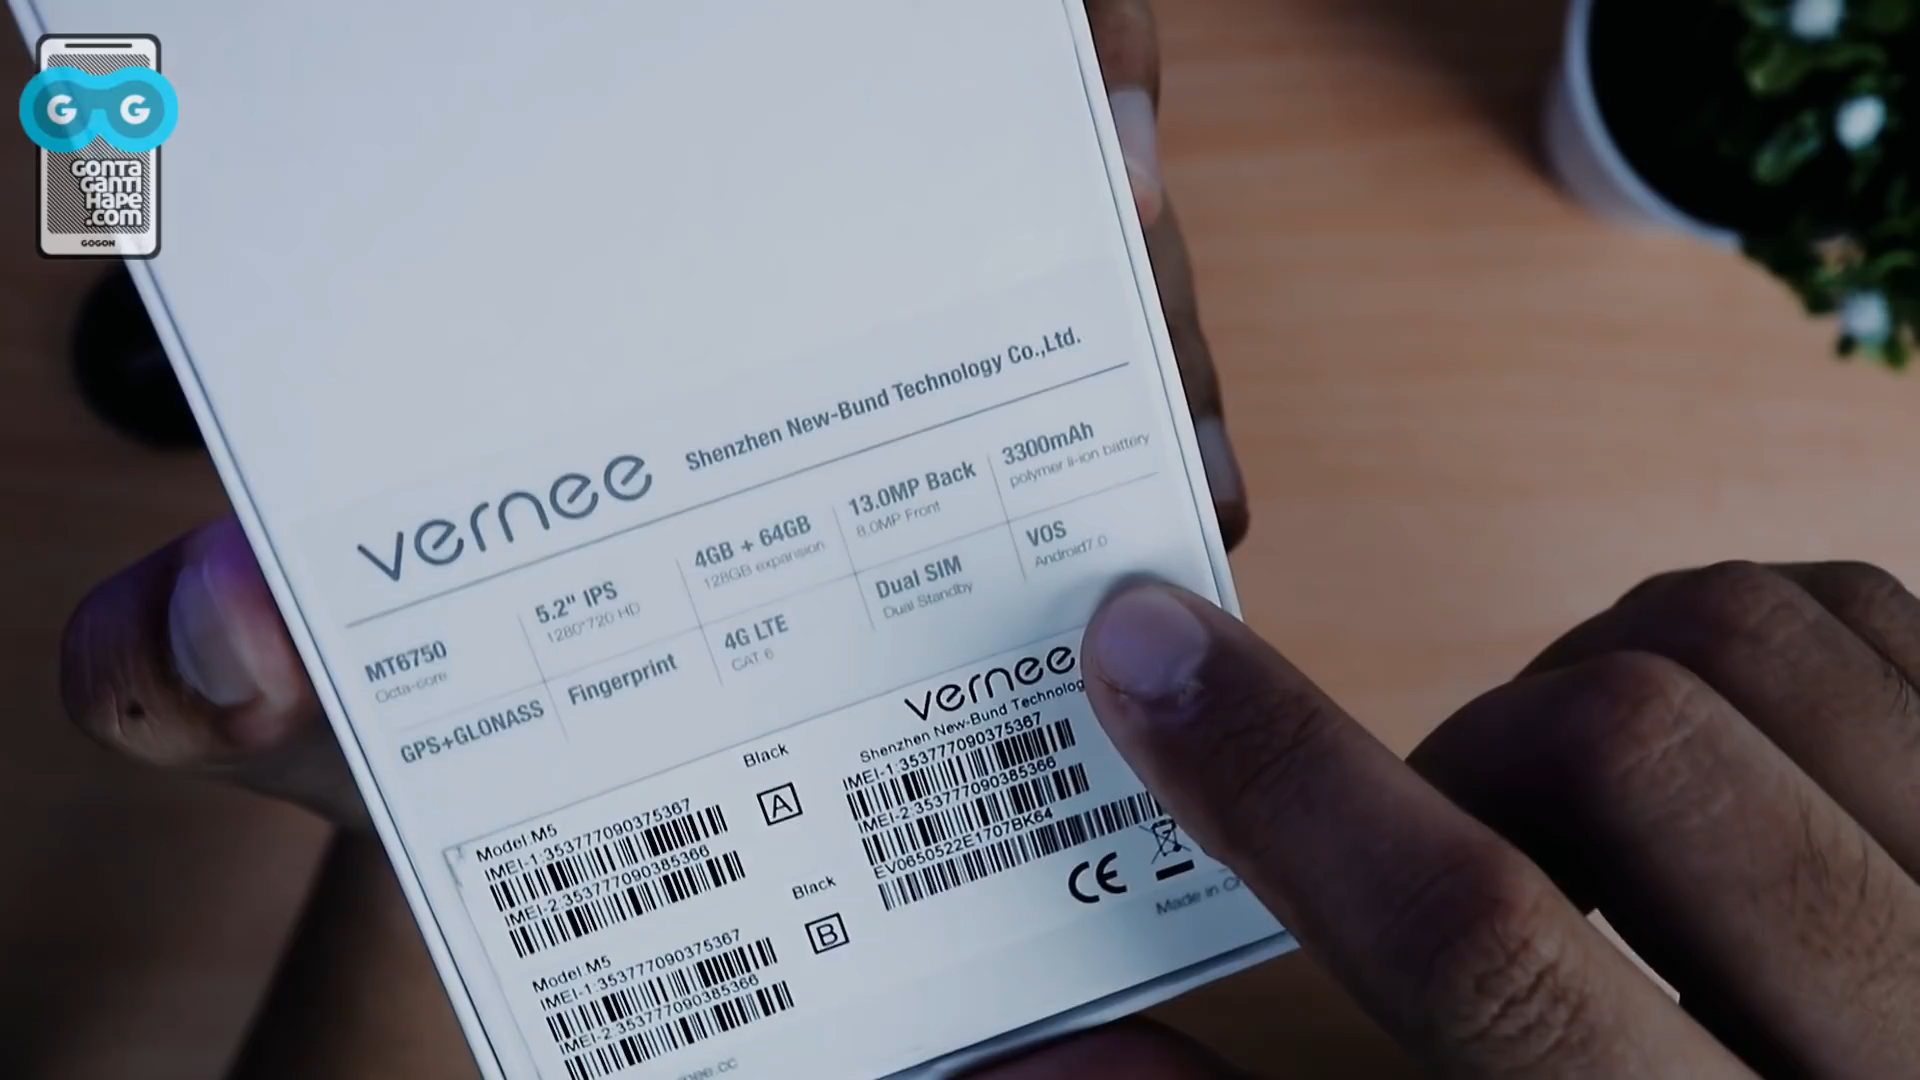 G G
GONTA
GANTI
HAPE
.COM
GOGON
vernee Shenzhen New-Bund Technology Co.,Ltd.
MT6750
Octa-core
5.2" IPS
1280*720 HD
4GB + 64GB
128GB expansion
13.0MP Back
8.0MP Front
3300mAh
polymer li-ion battery
GPS+GLONASS
Fingerprint
4G LTE
CAT 6
Dual SIM
Dual Standby
VOS
Android7.0
Model:M5
IMEI-1:353777090375367
IMEI-2:353777090385366
Black
A
Model:M5
IMEI-1:353777090375367
IMEI-2:353777090385366
Black
B
vernee
Shenzhen New-Bund
IMEI-1:353777090375367
IMEI-2:353777090385366
EV0650522E1707BK64
CE
Made in